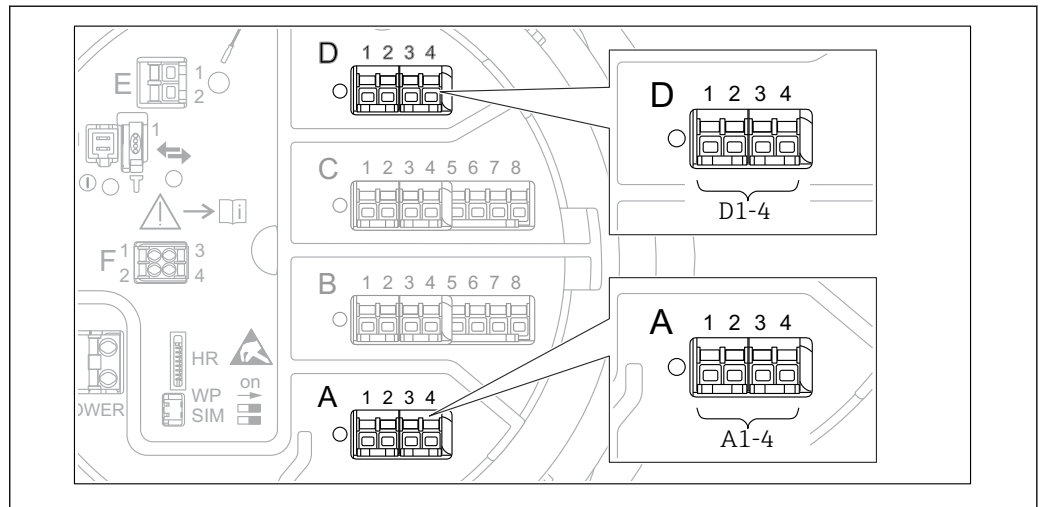 D 1 2 3 4
E 1
2
D 1 2 3 4
D1-4
1
C 1 2 3 4 5 6 7 8
i
F 1 3
2 4
B 1 2 3 4 5 6 7 8
A 1 2 3 4
A1-4
HR
WP on
SIM
OWER
A 1 2 3 4